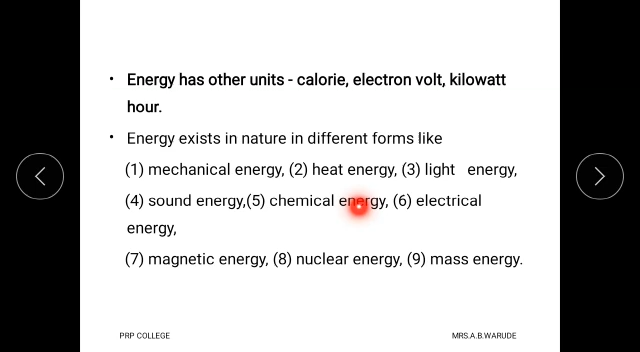 • Energy has other units - calorie, electron volt, kilowatt
hour.
• Energy exists in nature in different forms like
(1) mechanical energy, (2) heat energy, (3) light energy,
(4) sound energy,(5) chemical energy, (6) electrical
energy,
(7) magnetic energy, (8) nuclear energy, (9) mass energy.
PRP COLLEGE MRS.A.B.WARUDE